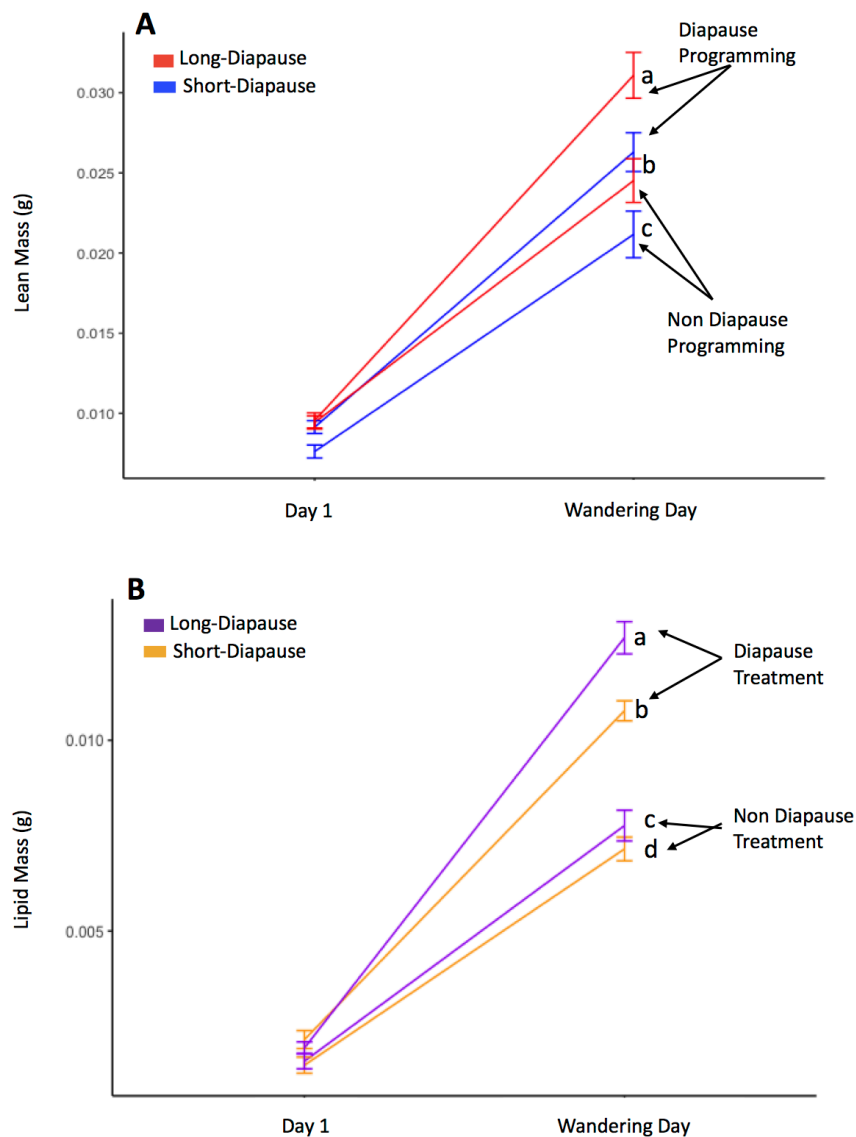 A
Long-Diapause
Short-Diapause
Diapause
Programming
a
b
c
Non Diapause
Programming
0.030
0.025
0.020
0.015
0.010
Lean Mass (g)
Day 1
Wandering Day
B
Long-Diapause
Short-Diapause
a
b
c
d
Diapause
Treatment
Non Diapause
Treatment
0.010
0.005
Lipid Mass (g)
Day 1
Wandering Day